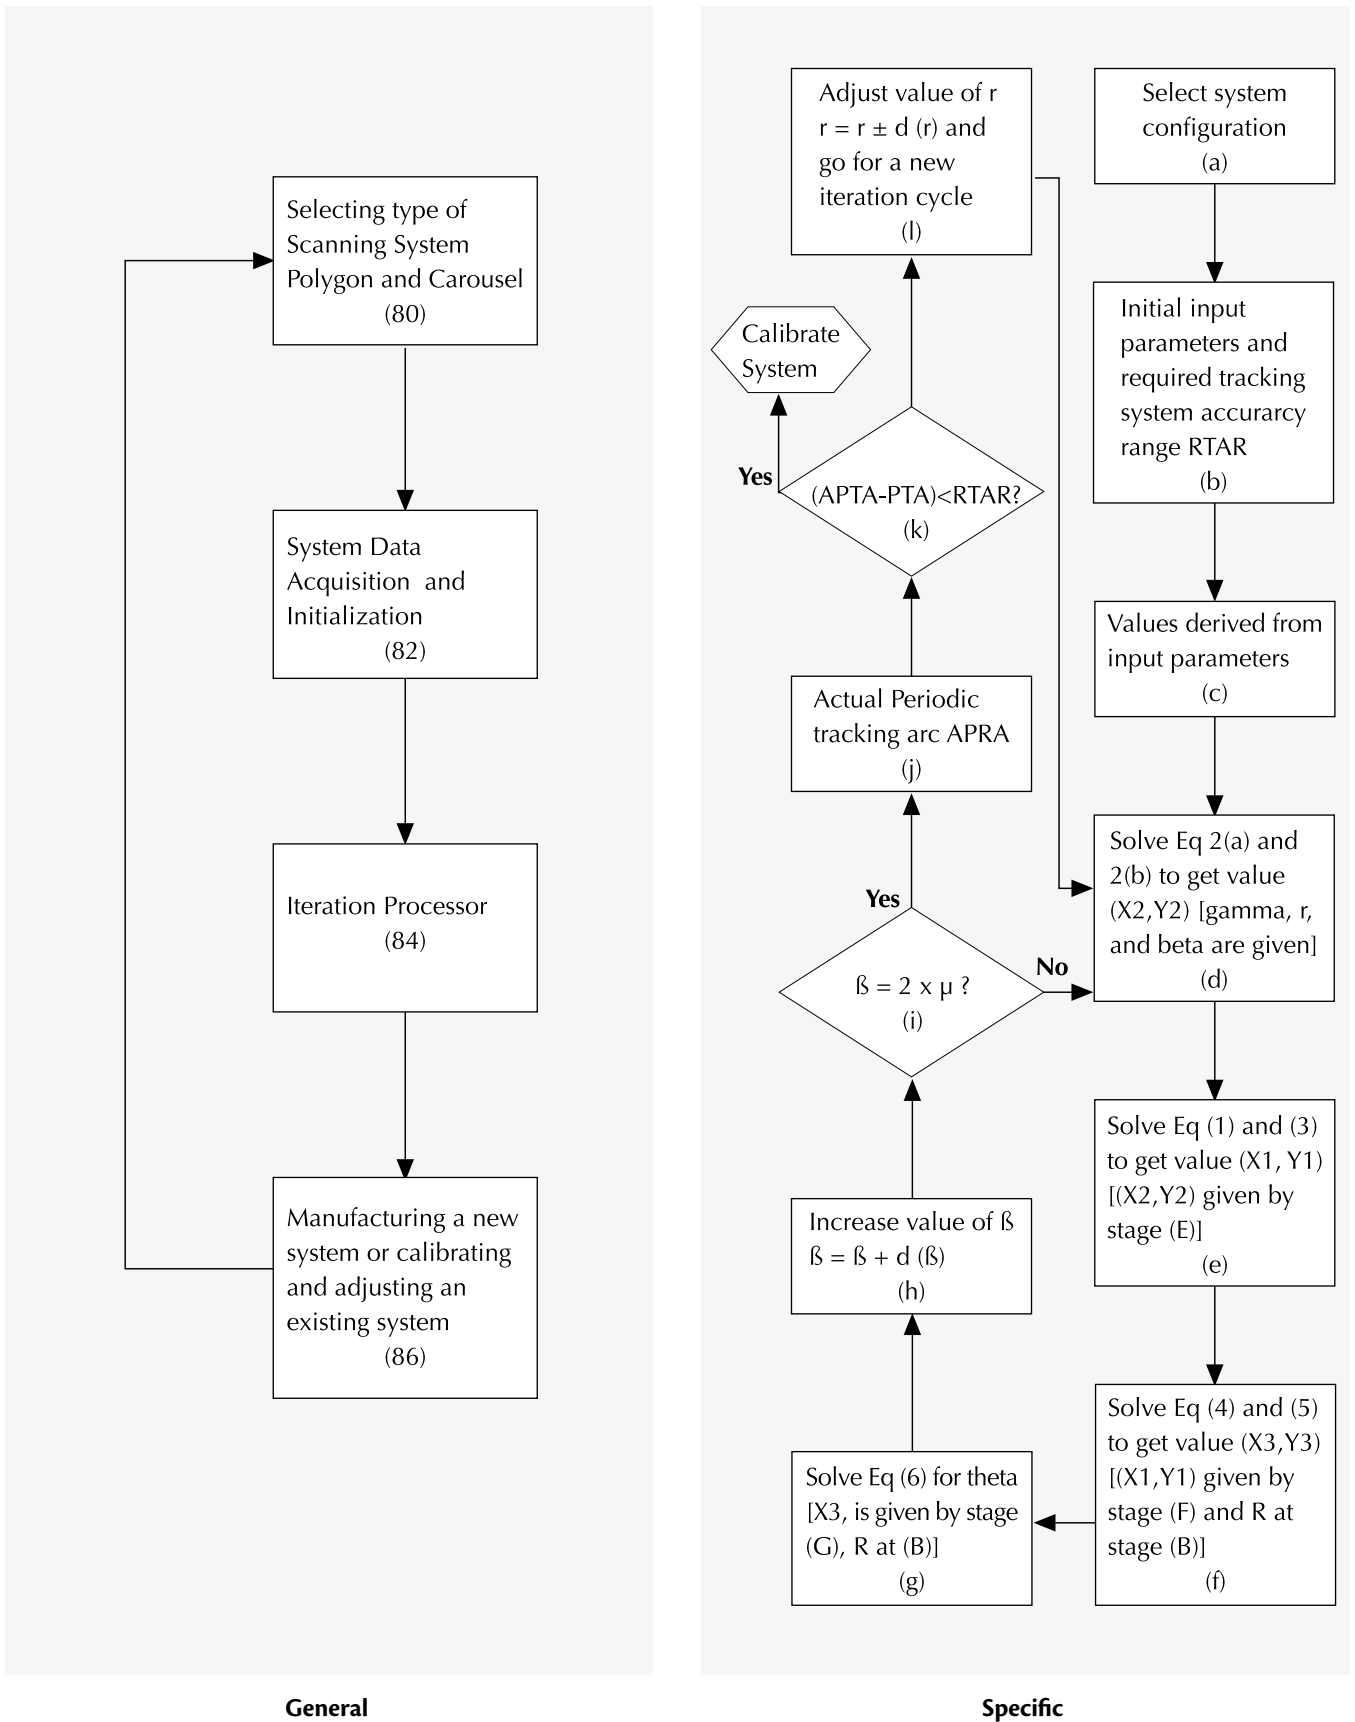 Selecting type of
Scanning System
Polygon and Carousel
(80)
System Data
Acquisition and
Initialization
(82)
Iteration Processor
(84)
Manufacturing a new
system or calibrating
and adjusting an
existing system
(86)
General
Select system
configuration
(a)
Initial input
parameters and
required tracking
system accurarcy
range RTAR
(b)
Values derived from
input parameters
(c)
Solve Eq 2(a) and
2(b) to get value
(X2,Y2) [gamma, r,
and beta are given]
(d)
Solve Eq (1) and (3)
to get value (X1, Y1)
[(X2,Y2) given by
stage (E)]
(e)
Solve Eq (4) and (5)
to get value (X3,Y3)
[(X1,Y1) given by
stage (F) and R at
stage (B)]
(f)
Solve Eq (6) for theta
[X3, is given by stage
(G), R at (B)]
(g)
Increase value of ß
ß = ß + d (ß)
(h)
ß = 2 x µ ?
(i)
No
Yes
Actual Periodic
tracking arc APRA
(j)
(APTA-PTA)<RTAR?
(k)
Yes
Calibrate
System
Adjust value of r
r = r ± d (r) and
go for a new
iteration cycle
(l)
Specific